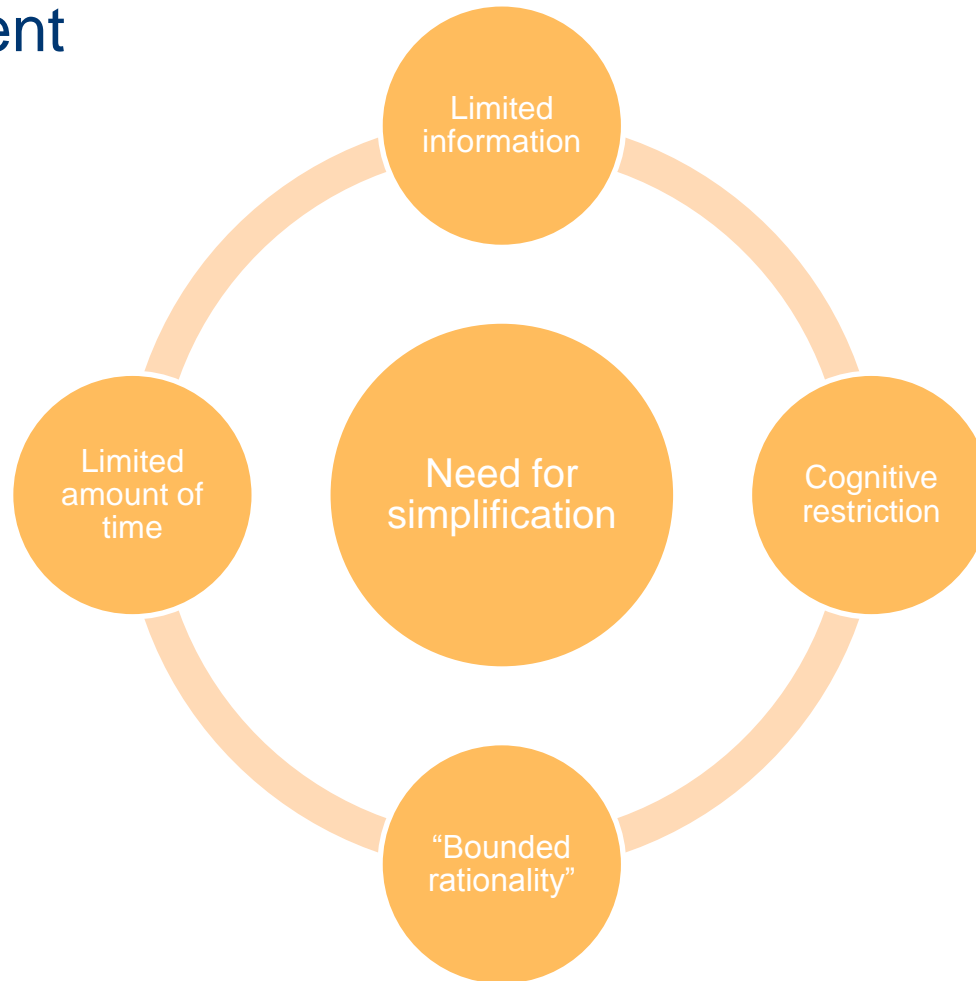 ent
Limited
information
Limited
amount of
time
Need for
simplification
Cognitive
restriction
“Bounded
rationality”